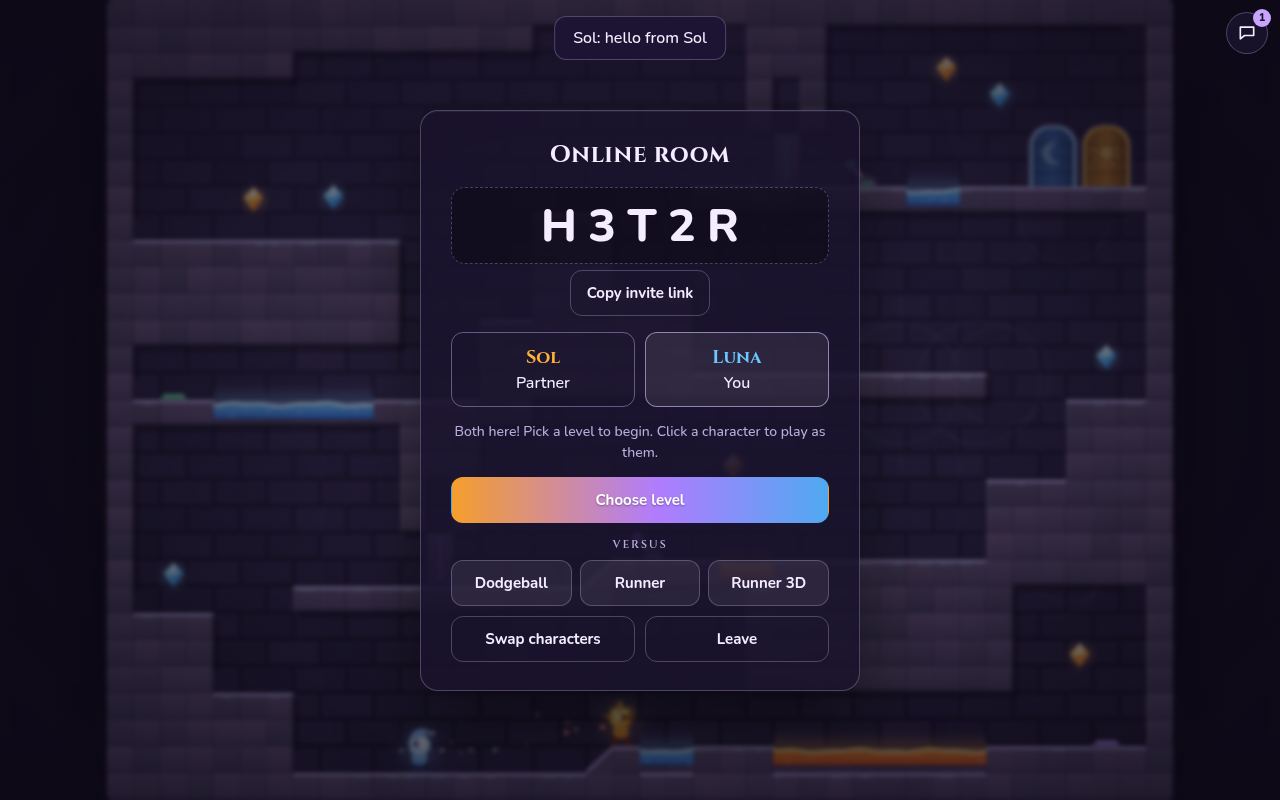 Sol: hello from Sol
1
Online room
H3T2R
Copy invite link
Sol
Partner
Luna
You
Both here! Pick a level to begin. Click a character to play as
them.
Choose level
VERSUS
Dodgeball
Runner
Runner 3D
Swap characters
Leave